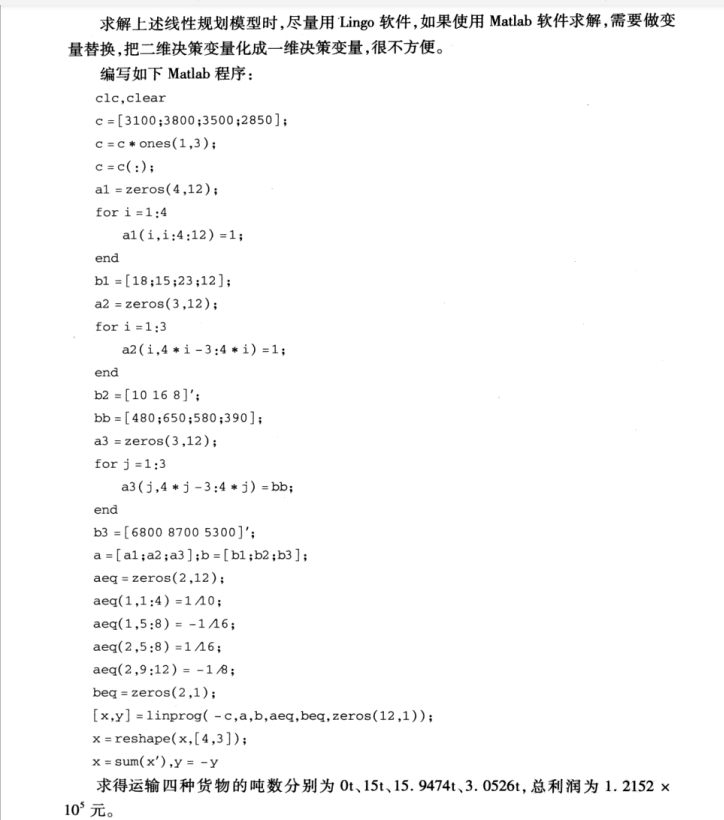 求解上述线性规划模型时,尽量用 Lingo 软件,如果使用 Matlab 软件求解,需要做变
量替换,把二维决策变量化成一维决策变量,很不方便。
编写如下 Matlab 程序:
clc,clear
c =[3100;3800;3500;2850];
c = c * ones(1,3);
c = c(:);
a1 = zeros(4,12);
for i =1:4
a1(i,i:4:12) =1;
end
b1 =[18;15;23;12];
a2 = zeros(3,12);
for i =1:3
a2(i,4 * i -3:4 * i) =1;
end
b2 =[10 16 8]';
bb =[480;650;580;390];
a3 = zeros(3,12);
for j =1:3
a3(j,4 * j -3:4 * j) = bb;
end
b3 =[6800 8700 5300]';
a =[a1;a2;a3];b =[b1;b2;b3];
aeq = zeros(2,12);
aeq(1,1:4) =1/10;
aeq(1,5:8) = -1/16;
aeq(2,5:8) =1/16;
aeq(2,9:12) = -1/8;
beq = zeros(2,1);
[x,y] = linprog( -c,a,b,aeq,beq,zeros(12,1));
x = reshape(x,[4,3]);
x = sum(x'),y = -y
求得运输四种货物的吨数分别为 0t、15t、15. 9474t、3. 0526t,总利润为 1. 2152 ×
10⁵ 元。